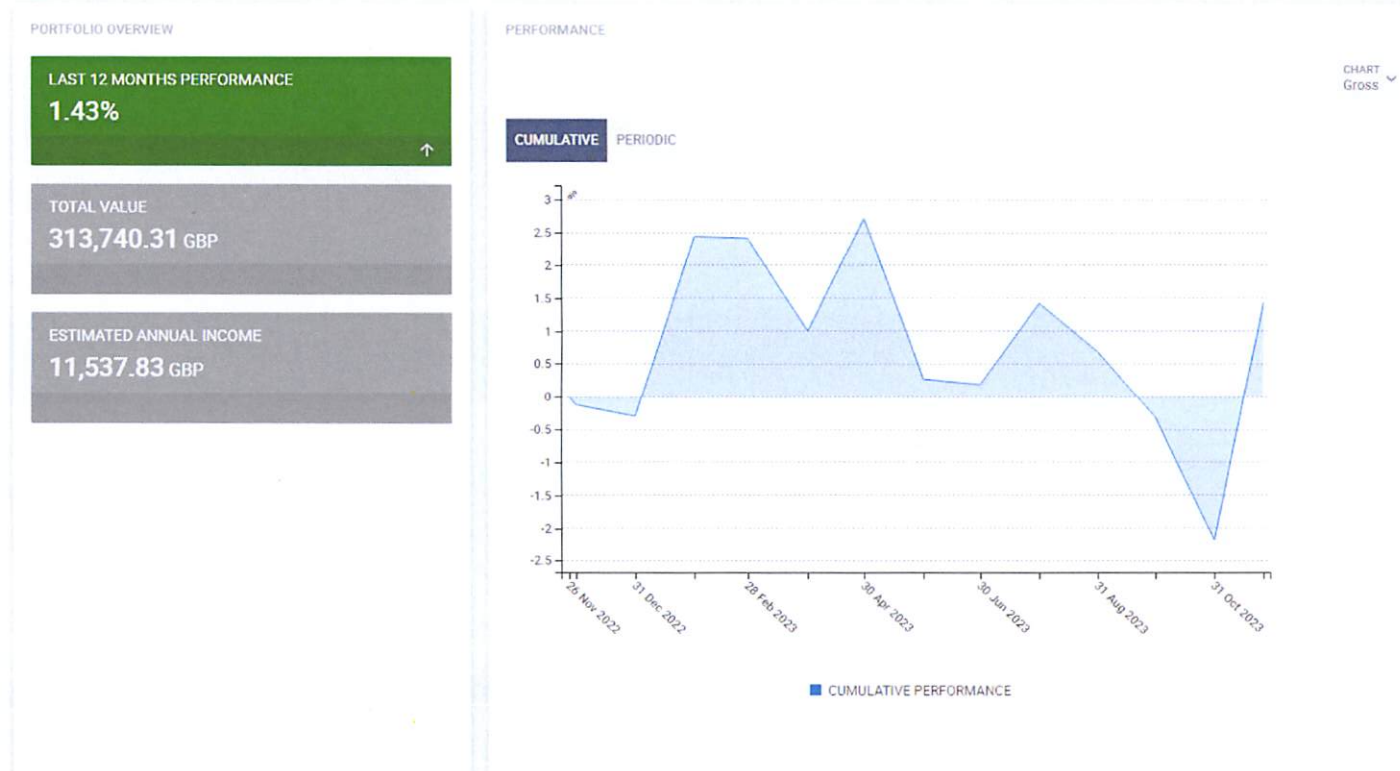 PORTFOLIO OVERVIEW
LAST 12 MONTHS PERFORMANCE
1.43%
TOTAL VALUE
313,740.31 GBP
ESTIMATED ANNUAL INCOME
11,537.83 GBP
PERFORMANCE
CHART
Gross
CUMULATIVE PERIODIC
3
2.5
2
1.5
1
0.5
0
-0.5
-1
-1.5
-2
-2.5
26 Nov 2022
31 Dec 2022
28 Feb 2023
30 Apr 2023
30 Jun 2023
31 Aug 2023
31 Oct 2023
CUMULATIVE PERFORMANCE